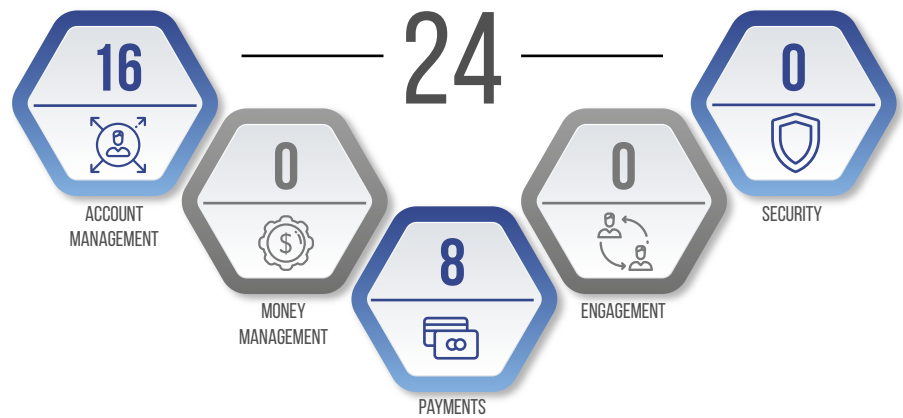 24
16
ACCOUNT
MANAGEMENT
0
$
MONEY
MANAGEMENT
8
PAYMENTS
0
ENGAGEMENT
0
SECURITY